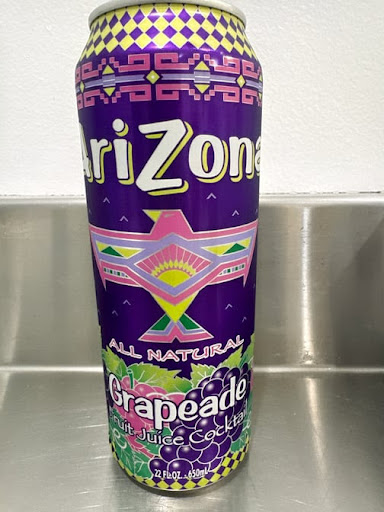 AriZona
ALL NATURAL
Grapeade
Fruit Juice Cocktail
22 FL OZ - 650mL